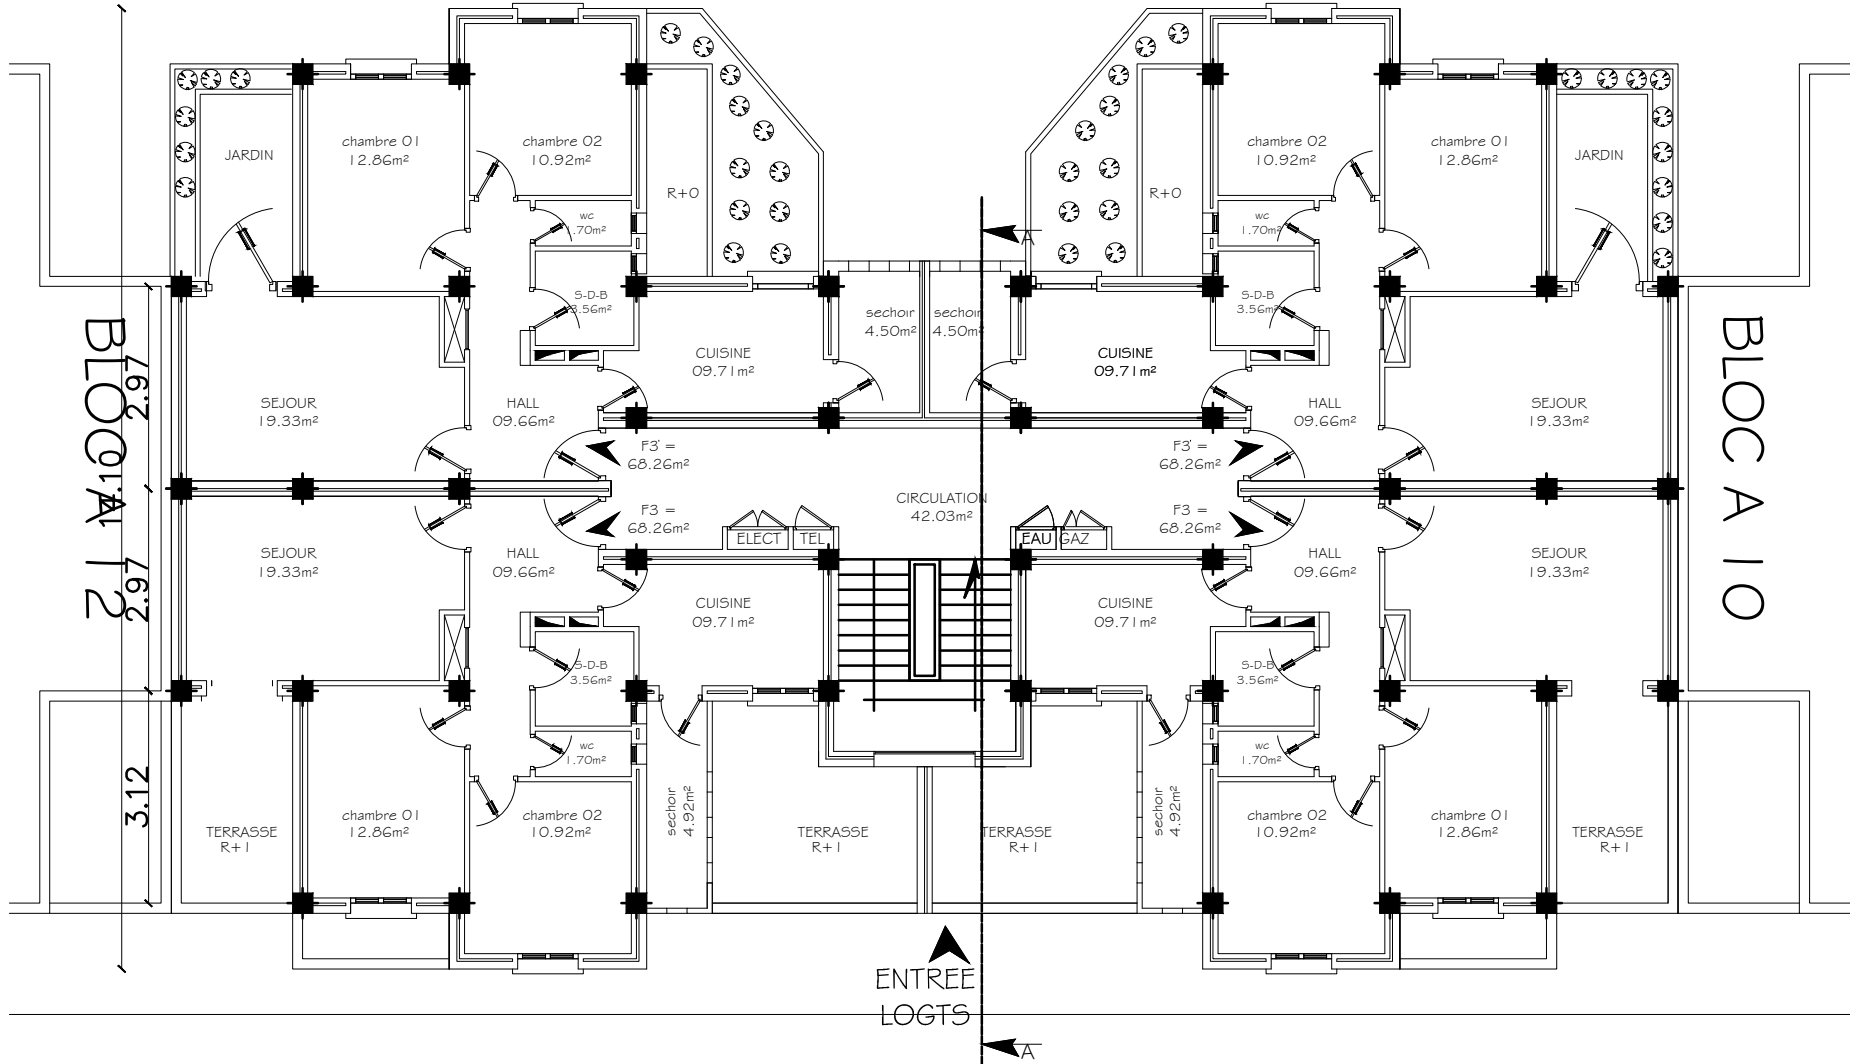 chambre 02
10.92m²
chambre 02
10.92m²
chambre 01
12.86m²
chambre 01
12.86m²
JARDIN
JARDIN
R+0
R+0
wc
1.70m²
wc
1.70m²
A
S-D-B
3.56m²
S-D-B
3.56m²
sechoir
4.50m²
sechoir
4.50m²
CUISINE
09.71m²
CUISINE
09.71m²
BLOC A 12
2.97
14.10
2.97
3.12
BLOC A 10
SEJOUR
19.33m²
HALL
09.66m²
HALL
09.66m²
SEJOUR
19.33m²
F3' =
68.26m²
F3' =
68.26m²
CIRCULATION
42.03m²
F3 =
68.26m²
F3 =
68.26m²
ELECT
TEL
EAU
GAZ
SEJOUR
19.33m²
HALL
09.66m²
HALL
09.66m²
SEJOUR
19.33m²
CUISINE
09.71m²
CUISINE
09.71m²
S-D-B
3.56m²
S-D-B
3.56m²
wc
1.70m²
wc
1.70m²
TERRASSE
R+1
chambre 01
12.86m²
chambre 02
10.92m²
sechoir
4.92m²
TERRASSE
R+1
TERRASSE
R+1
sechoir
4.92m²
chambre 02
10.92m²
chambre 01
12.86m²
TERRASSE
R+1
ENTREE
LOGTS
A